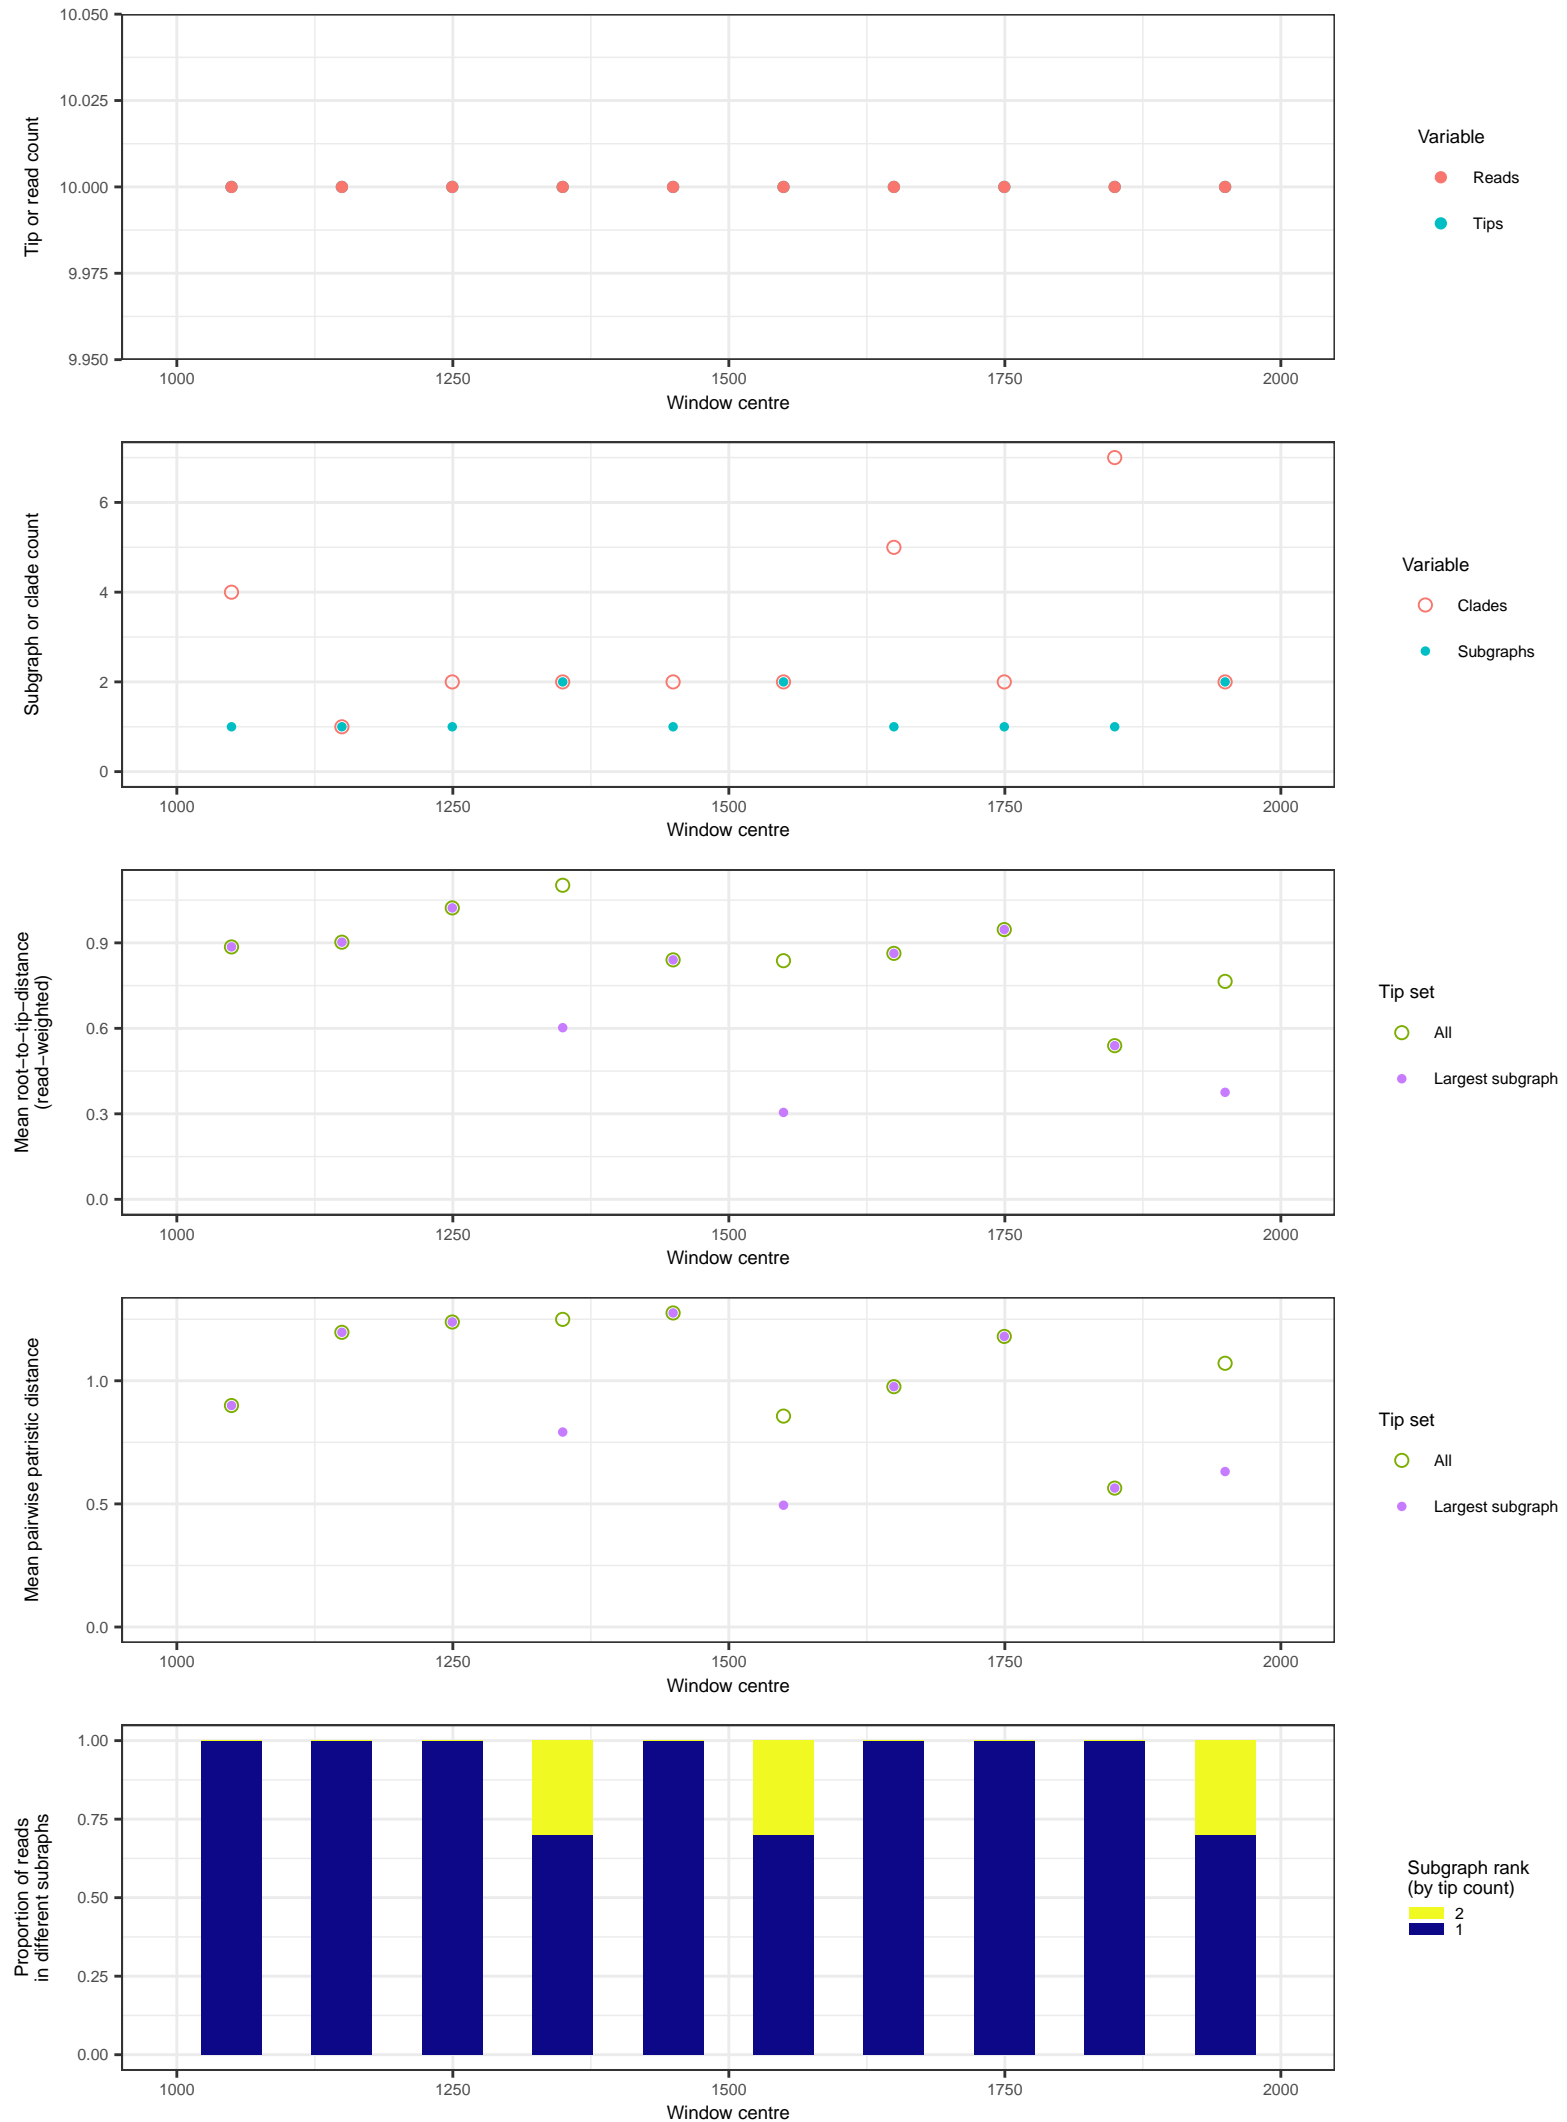 10.050
10.025
10.000
9.975
9.950
Tip or read count
1000 1250 1500 1750 2000
Window centre
Variable
Reads
Tips
6
4
2
0
Subgraph or clade count
1000 1250 1500 1750 2000
Window centre
Variable
Clades
Subgraphs
0.9
0.6
0.3
0.0
Mean root−to−tip−distance
(read−weighted)
1000 1250 1500 1750 2000
Window centre
Tip set
All
Largest subgraph
1.0
0.5
0.0
Mean pairwise patristic distance
1000 1250 1500 1750 2000
Window centre
Tip set
All
Largest subgraph
1.00
0.75
0.50
0.25
0.00
Proportion of reads
in different subraphs
1000 1250 1500 1750 2000
Window centre
Subgraph rank
(by tip count)
2
1